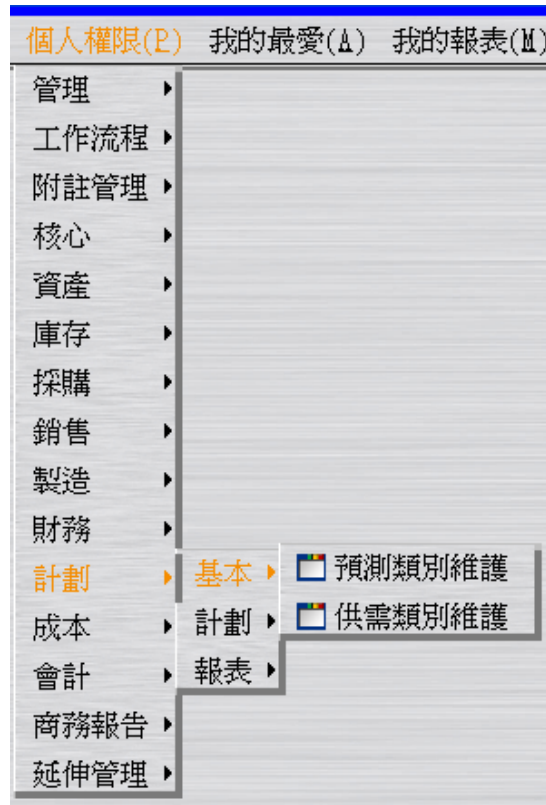 個人權限(P) 我的最愛(A) 我的報表(M)
管理
工作流程
附註管理
核心
資產
庫存
採購
銷售
製造
財務
計劃
基本
預測類別維護
供需類別維護
計劃
報表
成本
會計
商務報告
延伸管理